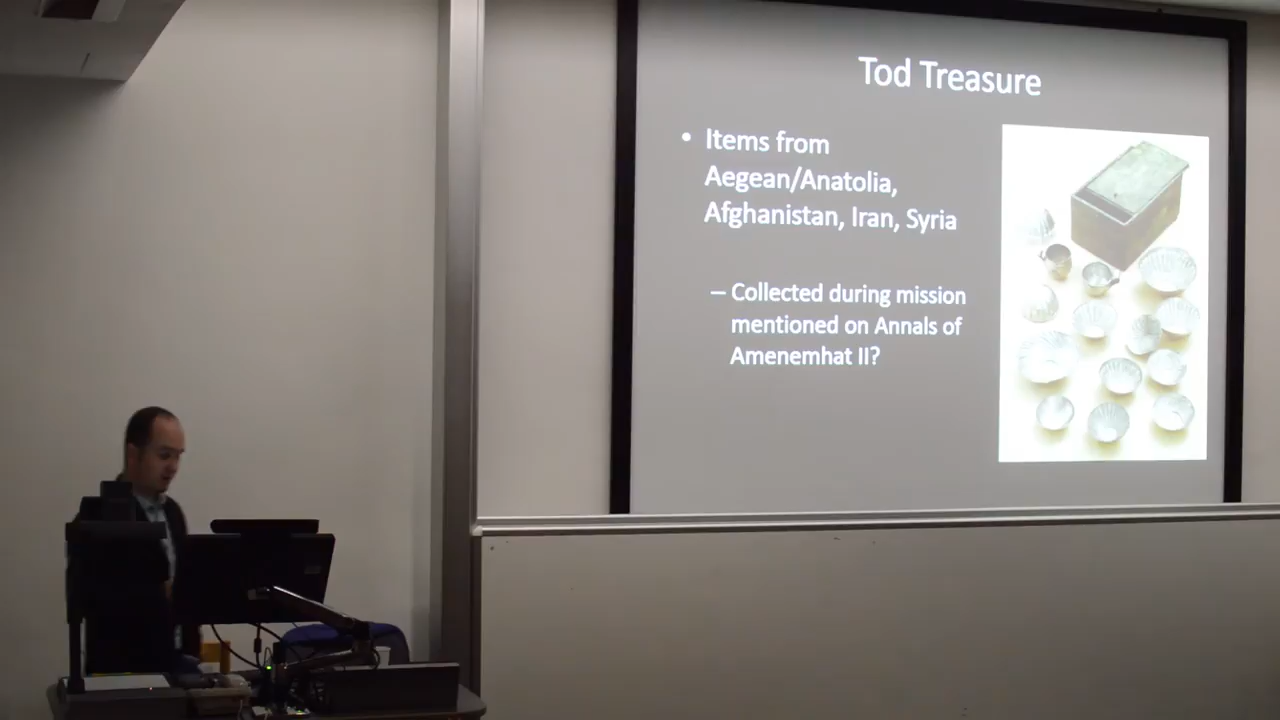 Tod Treasure
• Items from
Aegean/Anatolia,
Afghanistan, Iran, Syria
– Collected during mission
mentioned on Annals of
Amenemhat II?